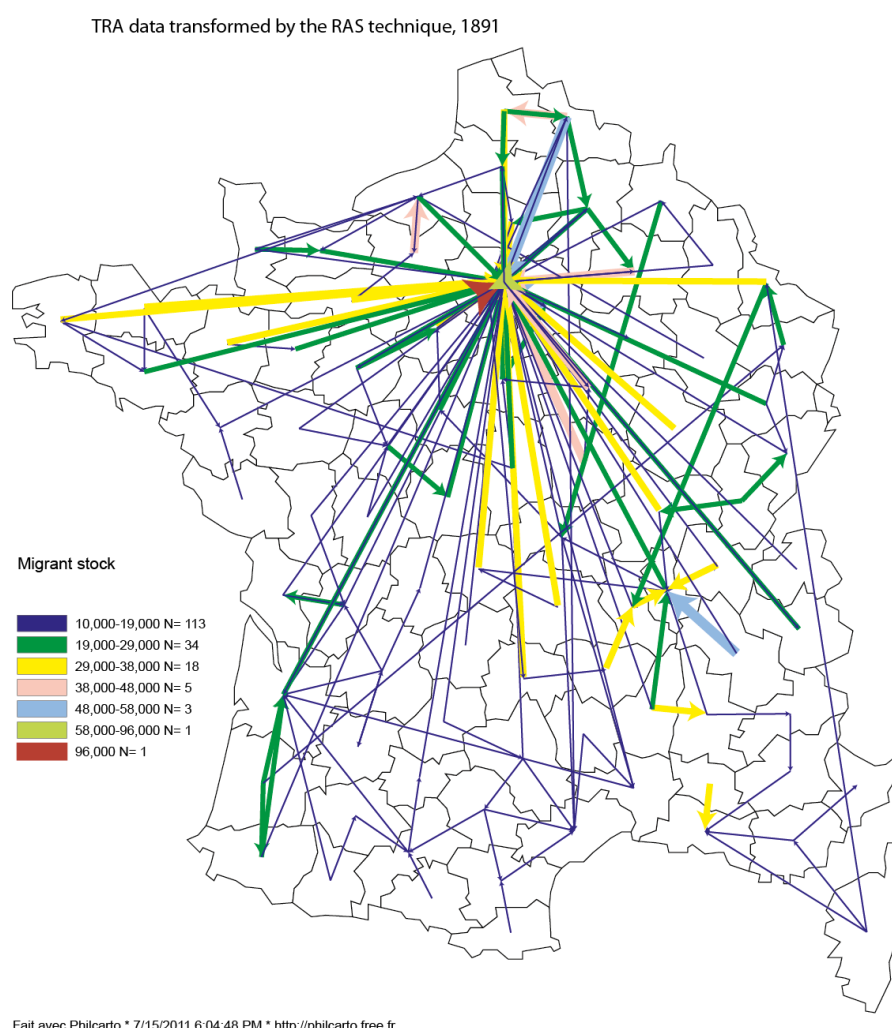 TRA data transformed by the RAS technique, 1891
Migrant stock
10,000-19,000 N= 113
19,000-29,000 N= 34
29,000-38,000 N= 18
38,000-48,000 N= 5
48,000-58,000 N= 3
58,000-96,000 N= 1
96,000 N= 1
Fait avec Philcarto * 7/15/2011 6:04:48 PM * http://philcarto.free.fr